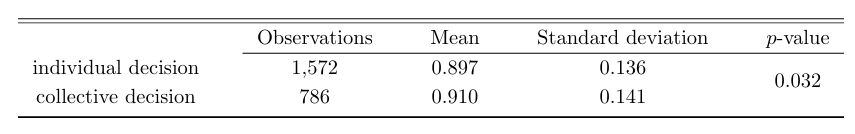 Observations Mean Standard deviation p-value
individual decision 1,572 0.897 0.136
0.032
collective decision 786 0.910 0.141